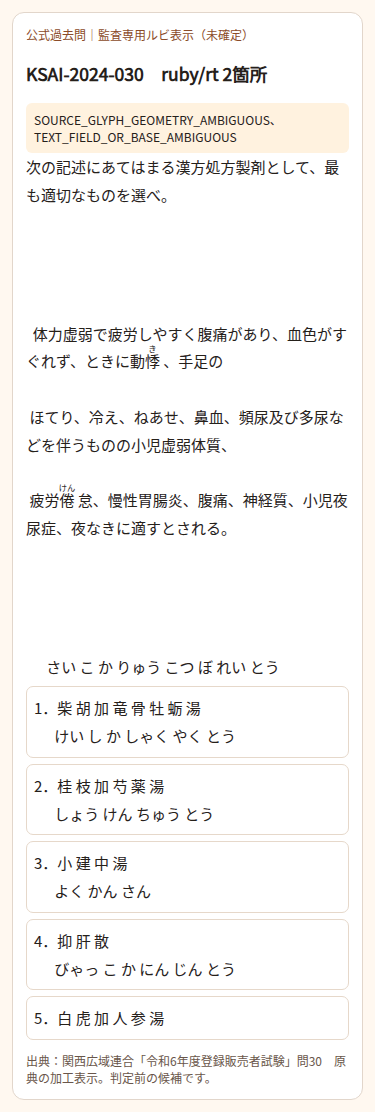 公式過去問｜監査専用ルビ表示（未確定）
KSAI-2024-030　ruby/rt 2箇所
SOURCE_GLYPH_GEOMETRY_AMBIGUOUS、
TEXT_FIELD_OR_BASE_AMBIGUOUS
次の記述にあてはまる漢方処方製剤として、最
も適切なものを選べ。
体力虚弱で疲労しやすく腹痛があり、血色がす
き
ぐれず、ときに動悸 、手足の
ほてり、冷え、ねあせ、鼻血、頻尿及び多尿な
どを伴うものの小児虚弱体質、
けん
疲労倦 怠、慢性胃腸炎、腹痛、神経質、小児夜
尿症、夜なきに適すとされる。
さい こ か りゅう こつ ぼ れい とう
1. 柴 胡 加 竜 骨 牡 蛎 湯
けい し か しゃく やく とう
2. 桂 枝 加 芍 薬 湯
しょう けん ちゅう とう
3. 小 建 中 湯
よく かん さん
4. 抑 肝 散
びゃっ こ か にん じん とう
5. 白 虎 加 人 参 湯
出典：関西広域連合「令和6年度登録販売者試験」問30　原
典の加工表示。判定前の候補です。